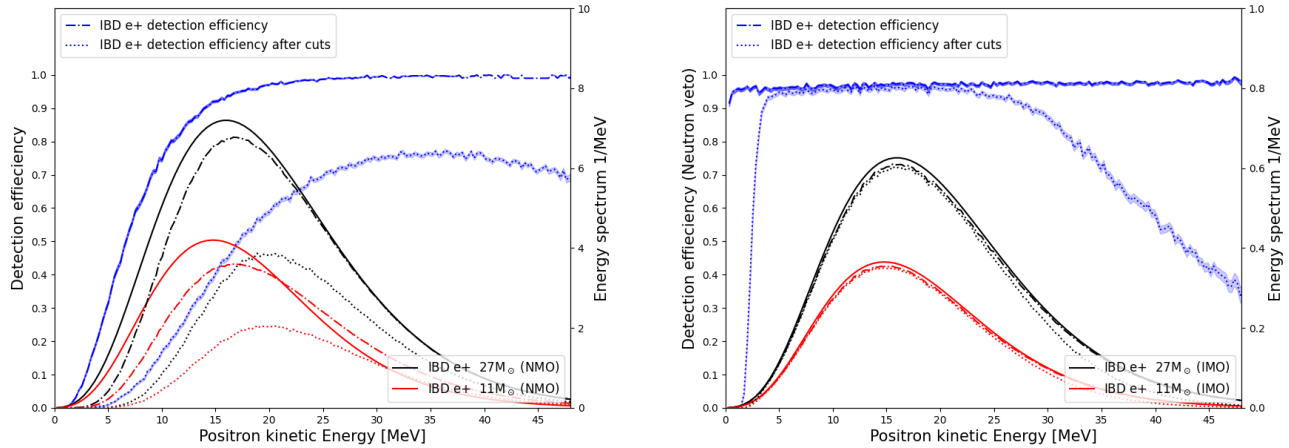 IBD e+ detection efficiency
IBD e+ detection efficiency after cuts
1.0
0.9
0.8
0.7
0.6
0.5
0.4
0.3
0.2
0.1
0.0
Detection effieciency
10
8
6
4
2
0
Energy spectrum 1/MeV
IBD e+ 27M⊙ (NMO)
IBD e+ 11M⊙ (NMO)
0 5 10 15 20 25 30 35 40 45
Positron kinetic Energy [MeV]
IBD e+ detection efficiency
IBD e+ detection efficiency after cuts
1.0
0.9
0.8
0.7
0.6
0.5
0.4
0.3
0.2
0.1
0.0
Detection effieciency (Neutron veto)
1.0
0.8
0.6
0.4
0.2
0.0
Energy spectrum 1/MeV
IBD e+ 27M⊙ (IMO)
IBD e+ 11M⊙ (IMO)
0 5 10 15 20 25 30 35 40 45
Positron kinetic Energy [MeV]